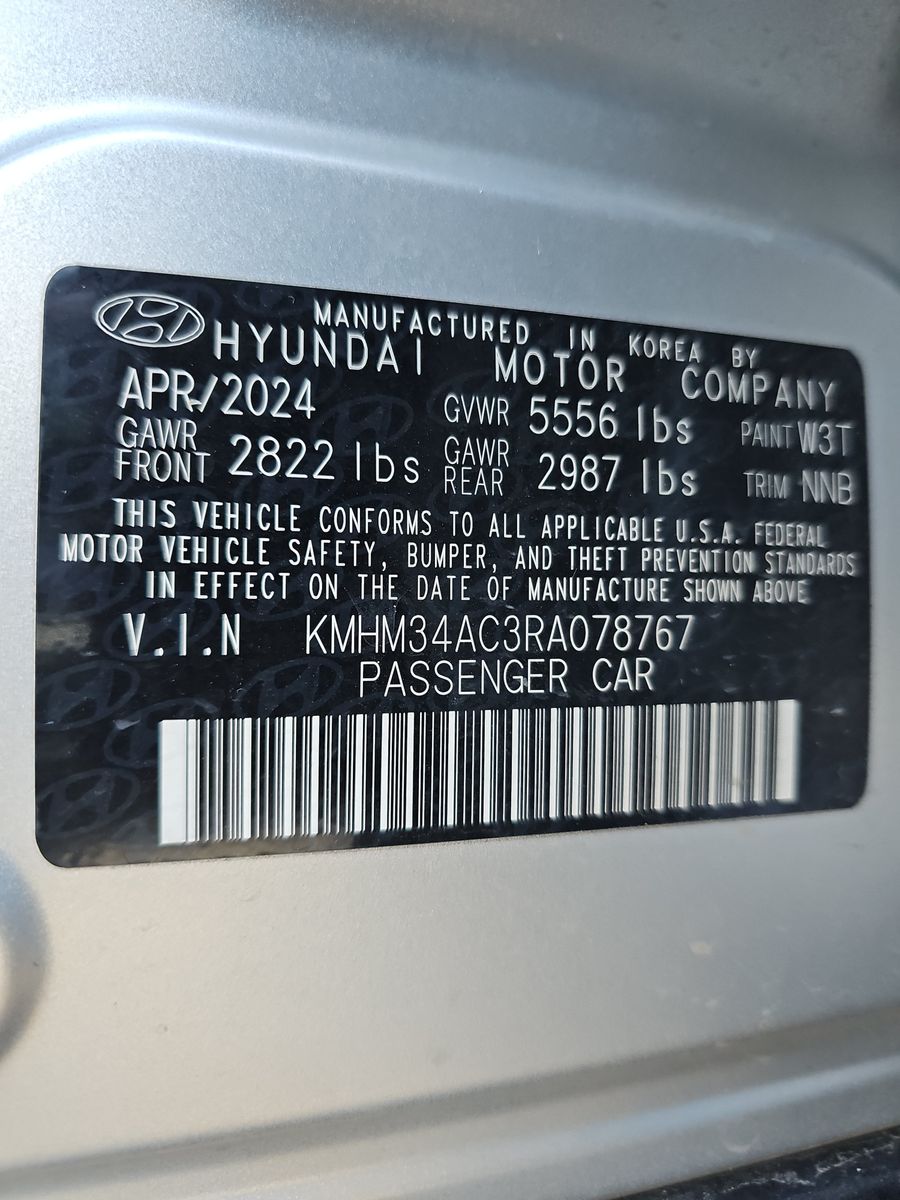 MANUFACTURED IN KOREA BY
HYUNDAI MOTOR COMPANY
APR/2024 GVWR 5556 lbs PAINT W3T
GAWR FRONT 2822 lbs GAWR REAR 2987 lbs TRIM NNB
THIS VEHICLE CONFORMS TO ALL APPLICABLE U.S.A. FEDERAL
MOTOR VEHICLE SAFETY, BUMPER, AND THEFT PREVENTION STANDARDS
IN EFFECT ON THE DATE OF MANUFACTURE SHOWN ABOVE
V.I.N KMHM34AC3RA078767
PASSENGER CAR